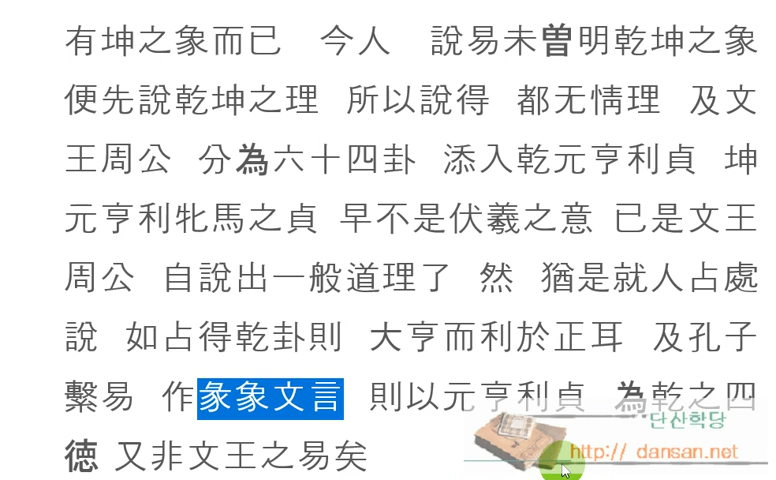 有坤之象而已 今人 說易未曽明乾坤之象
便先說乾坤之理 所以說得 都无情理 及文
王周公 分為六十四卦 添入乾元亨利貞 坤
元亨利牝馬之貞 早不是伏羲之意 已是文王
周公 自說出一般道理了 然 猶是就人占處
說 如占得乾卦則 大亨而利於正耳 及孔子
繫易 作彖象文言 則以元亨利貞 為乾之四
徳 又非文王之易矣
단산학당
http:// dansan.net